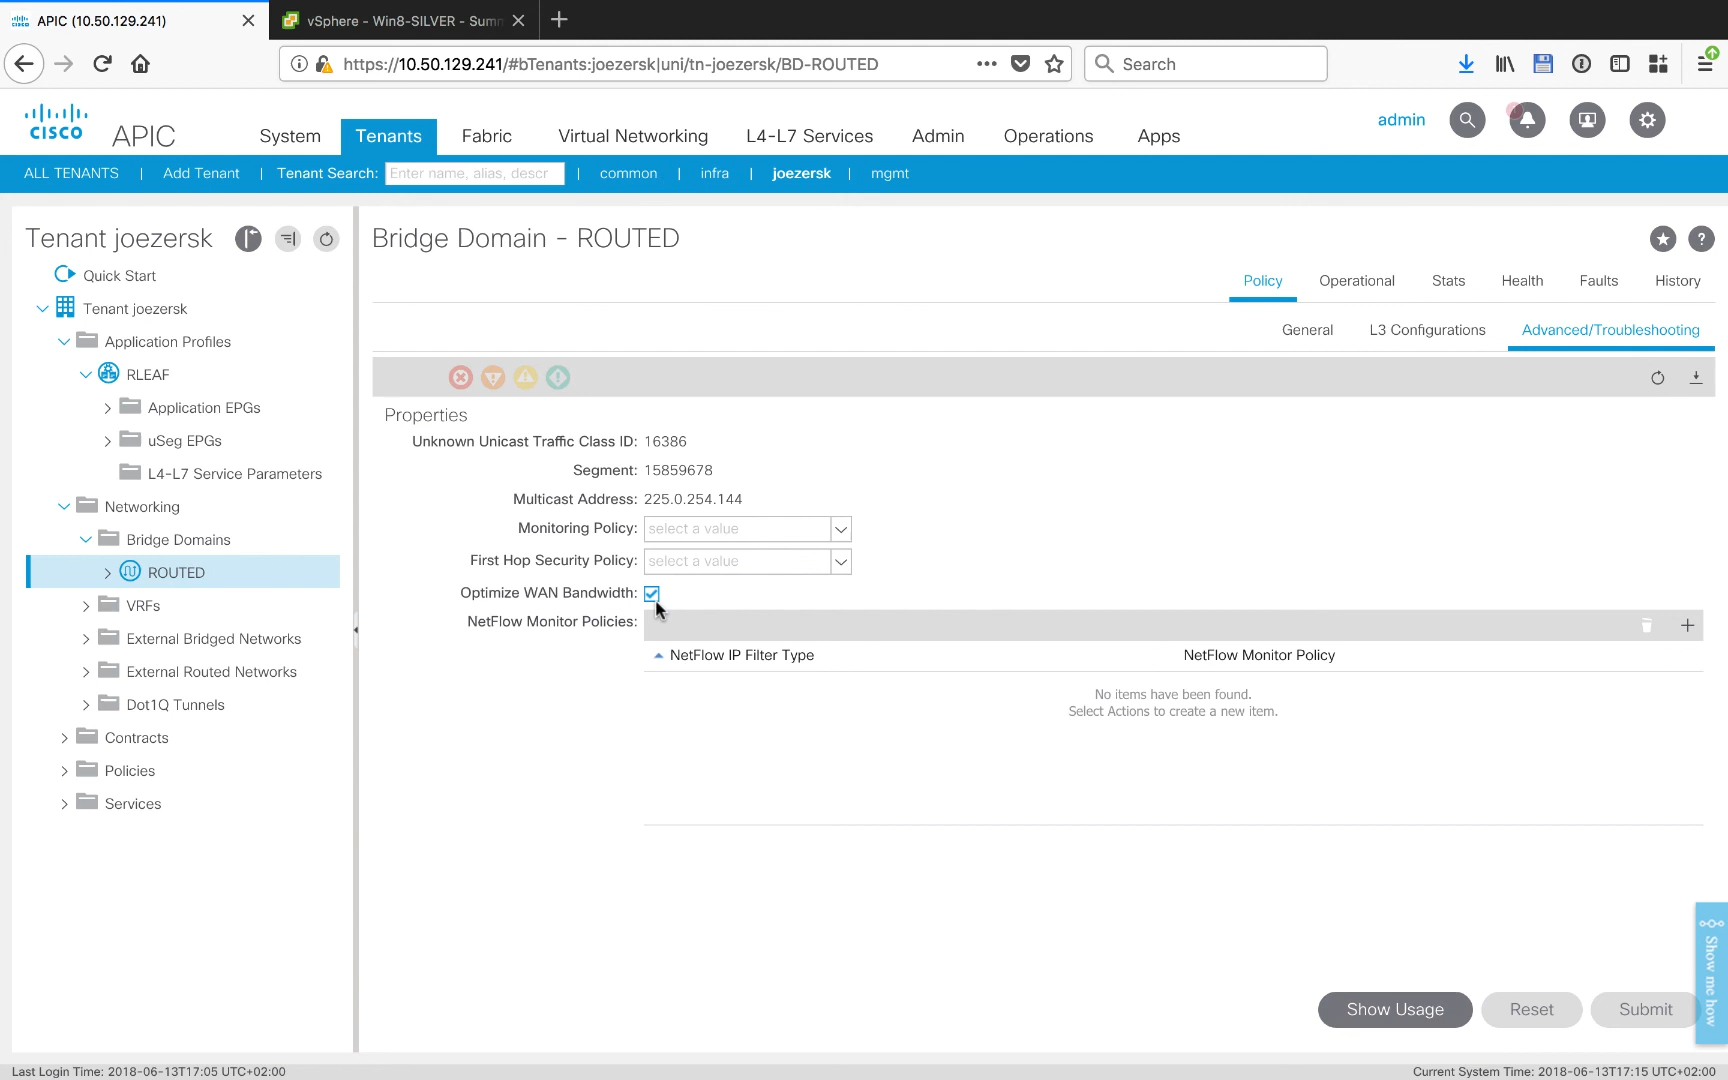 APIC (10.50.129.241)
vSphere - Win8-SILVER - Summ
https://10.50.129.241/#bTenants:joezersk|uni/tn-joezersk/BD-ROUTED
Search
CISCO
APIC
System
Tenants
Fabric
Virtual Networking
L4-L7 Services
Admin
Operations
Apps
admin
ALL TENANTS | Add Tenant | Tenant Search: Enter name, alias, descr | common | infra | joezersk | mgmt
Tenant joezersk
Quick Start
Tenant joezersk
Application Profiles
RLEAF
Application EPGs
uSeg EPGs
L4-L7 Service Parameters
Networking
Bridge Domains
ROUTED
VRFs
External Bridged Networks
External Routed Networks
Dot1Q Tunnels
Contracts
Policies
Services
Bridge Domain - ROUTED
Policy
Operational
Stats
Health
Faults
History
General
L3 Configurations
Advanced/Troubleshooting
Properties
Unknown Unicast Traffic Class ID: 16386
Segment: 15859678
Multicast Address: 225.0.254.144
Monitoring Policy: select a value
First Hop Security Policy: select a value
Optimize WAN Bandwidth:
NetFlow Monitor Policies:
NetFlow IP Filter Type
NetFlow Monitor Policy
No items have been found.
Select Actions to create a new item.
Show me how
Show Usage
Reset
Submit
Last Login Time: 2018-06-13T17:05 UTC+02:00
Current System Time: 2018-06-13T17:15 UTC+02:00